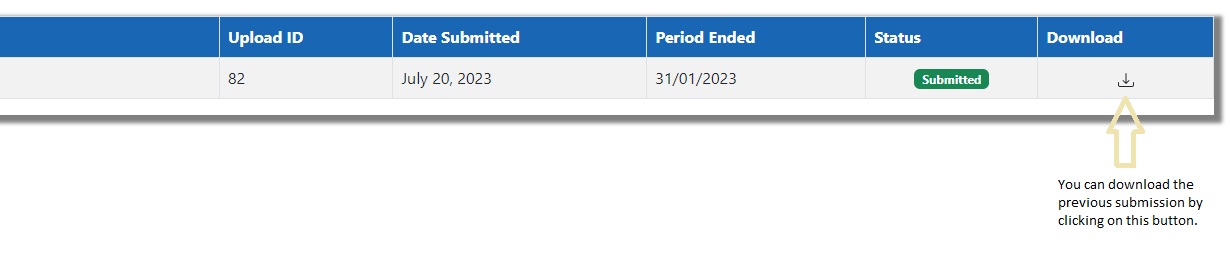 Upload ID Date Submitted Period Ended Status Download
82 July 20, 2023 31/01/2023 Submitted
You can download the
previous submission by
clicking on this button.